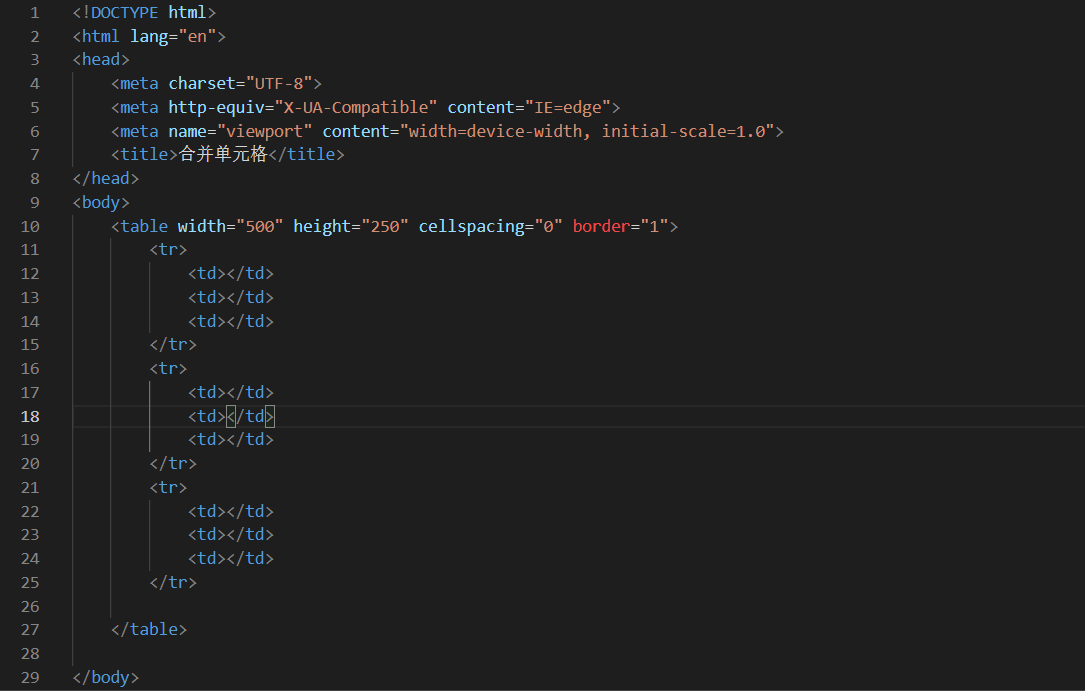 1 <!DOCTYPE html>
2 <html lang="en">
3 <head>
4     <meta charset="UTF-8">
5     <meta http-equiv="X-UA-Compatible" content="IE=edge">
6     <meta name="viewport" content="width=device-width, initial-scale=1.0">
7     <title>合并单元格</title>
8 </head>
9 <body>
10     <table width="500" height="250" cellspacing="0" border="1">
11         <tr>
12             <td></td>
13             <td></td>
14             <td></td>
15         </tr>
16         <tr>
17             <td></td>
18             <td></td>
19             <td></td>
20         </tr>
21         <tr>
22             <td></td>
23             <td></td>
24             <td></td>
25         </tr>
26
27     </table>
28
29 </body>